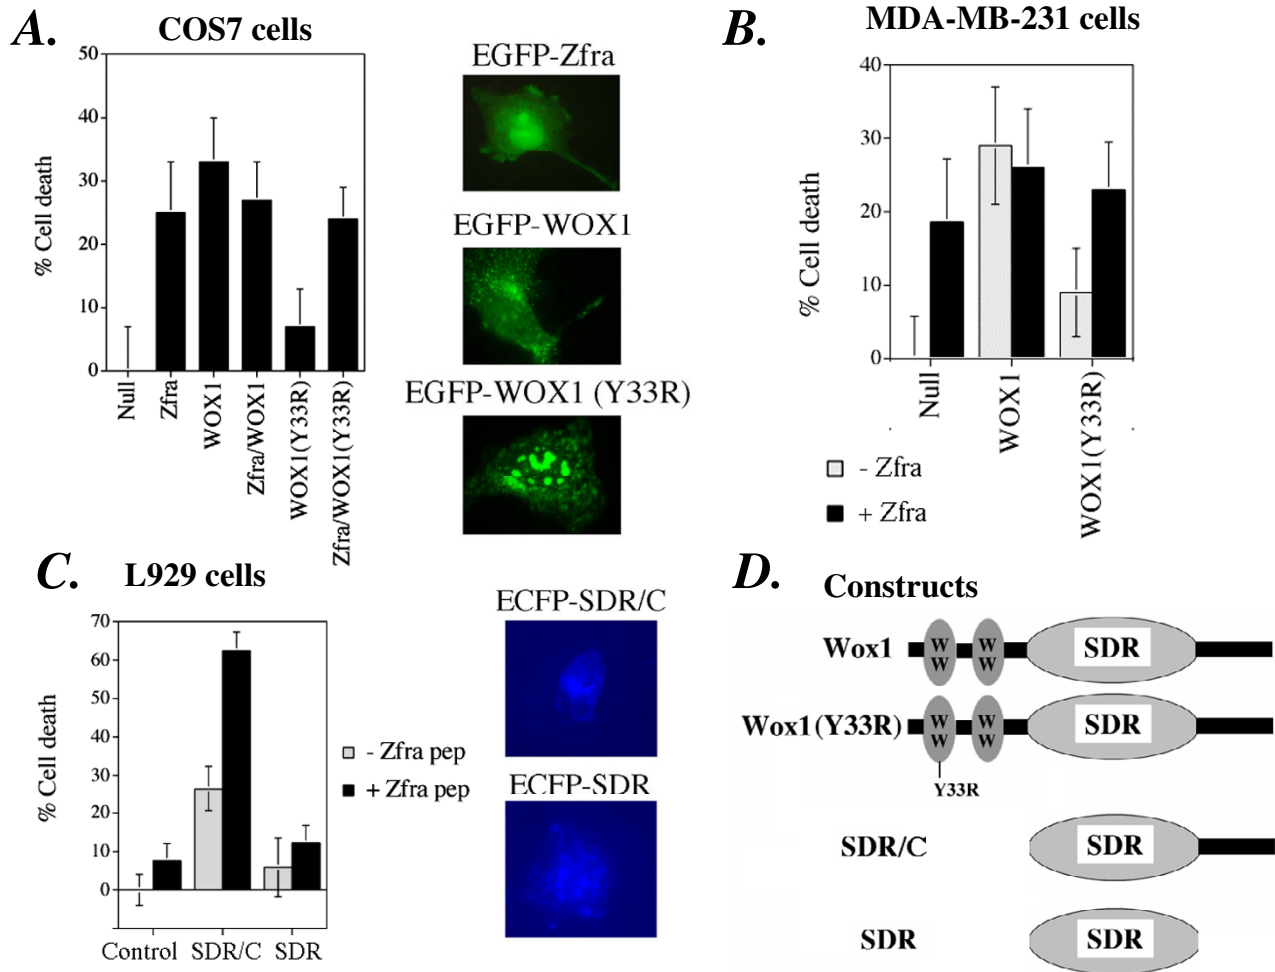 A.
COS7 cells
50
40
30
20
10
0
% Cell death
Null
Zfra
WOX1
Zfra/WOX1
WOX1(Y33R)
Zfra/WOX1(Y33R)
EGFP-Zfra
EGFP-WOX1
EGFP-WOX1 (Y33R)
B.
MDA-MB-231 cells
40
30
20
10
0
% Cell death
Null
WOX1
WOX1(Y33R)
- Zfra
+ Zfra
C.
L929 cells
70
60
50
40
30
20
10
0
% Cell death
Control SDR/C SDR
- Zfra pep
+ Zfra pep
ECFP-SDR/C
ECFP-SDR
D.
Constructs
Wox1 W W W W SDR
Wox1(Y33R) W W W W SDR
Y33R
SDR/C SDR
SDR SDR